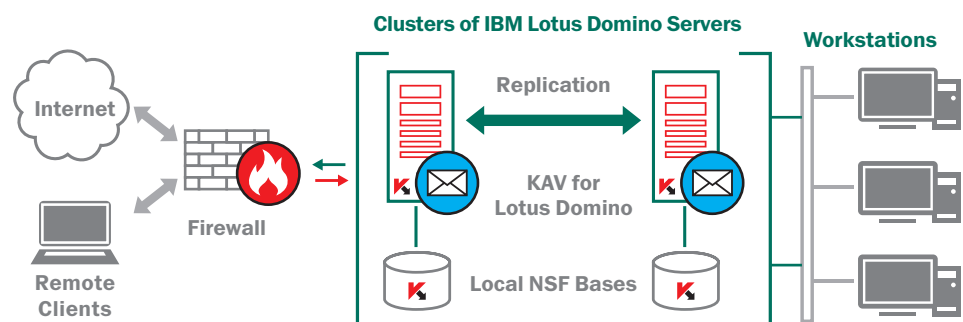 Clusters of IBM Lotus Domino Servers
Workstations
Internet
Replication
KAV for
Lotus Domino
Firewall
Remote
Clients
Local NSF Bases